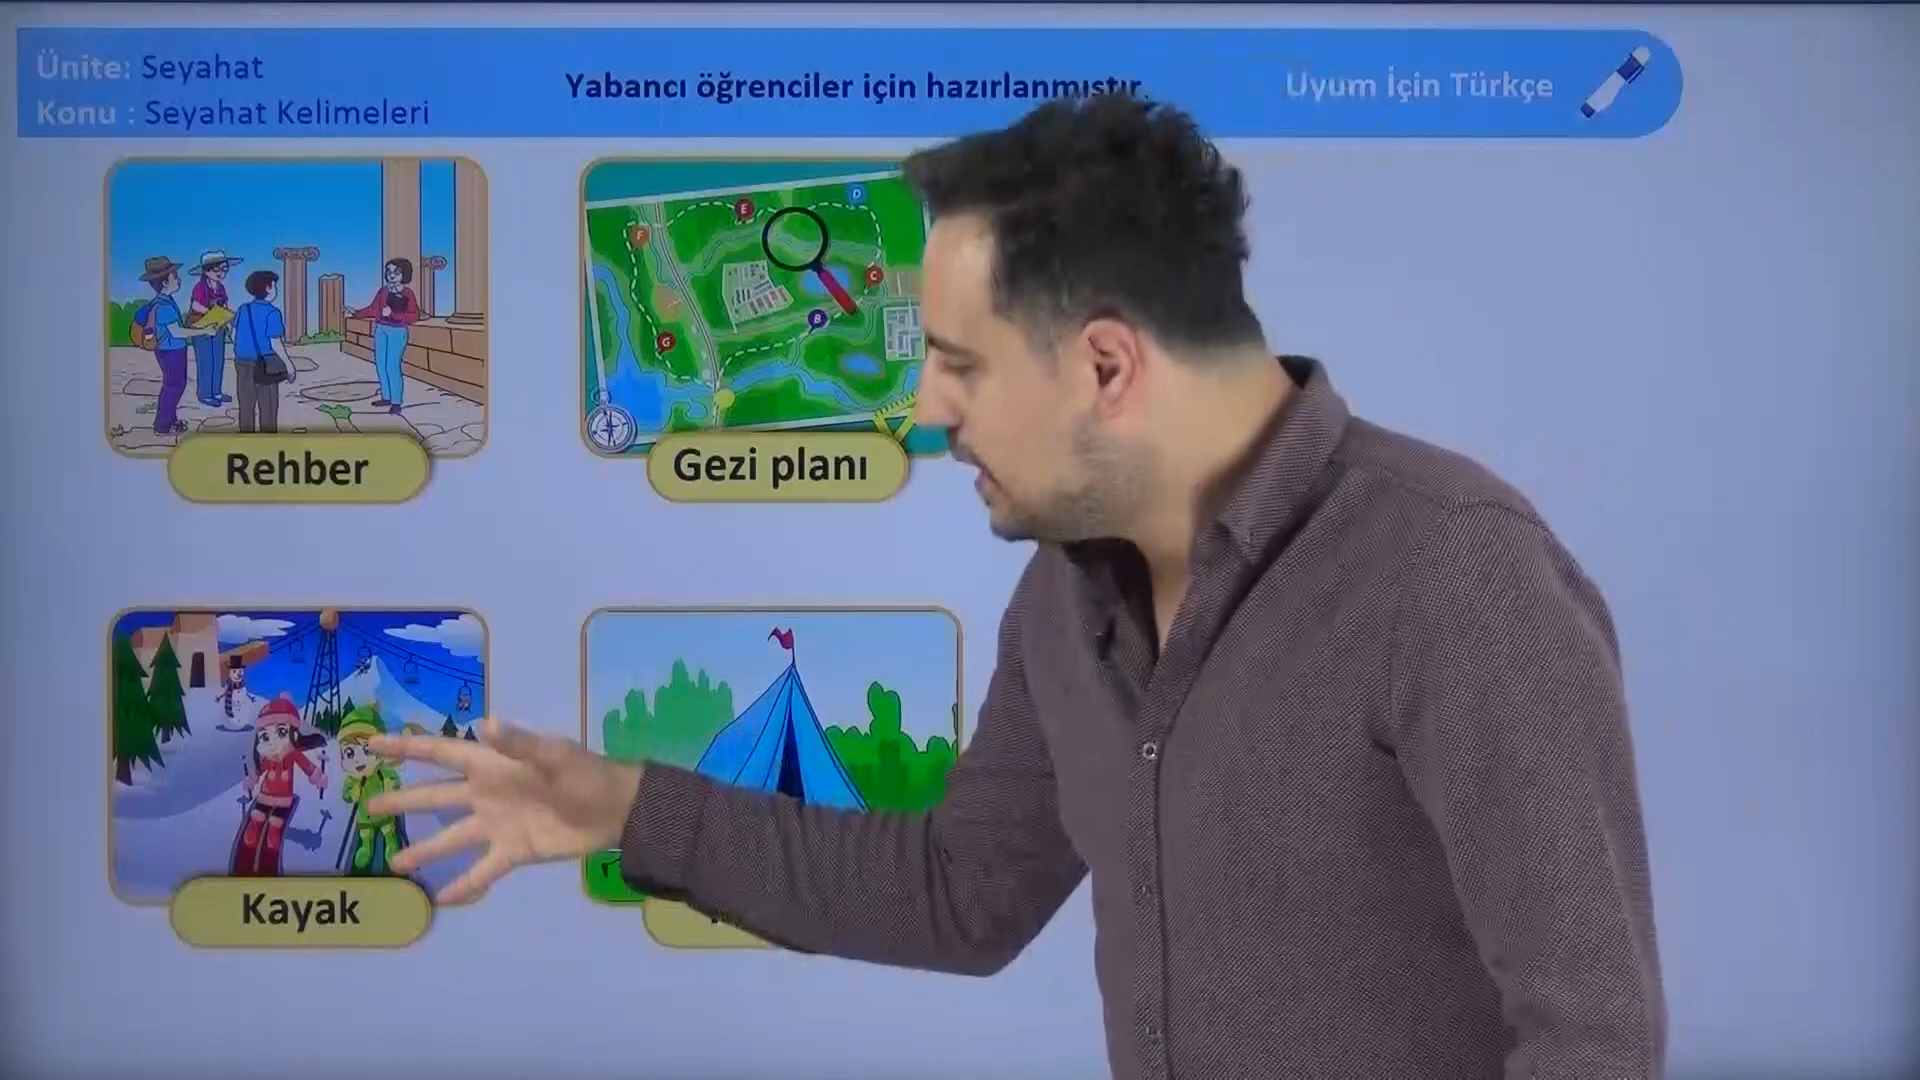 Ünite: Seyahat
Konu : Seyahat Kelimeleri
Yabancı öğrenciler için hazırlanmıştır.
Uyum İçin Türkçe
E
D
F
C
B
G
Rehber
Gezi planı
Kayak